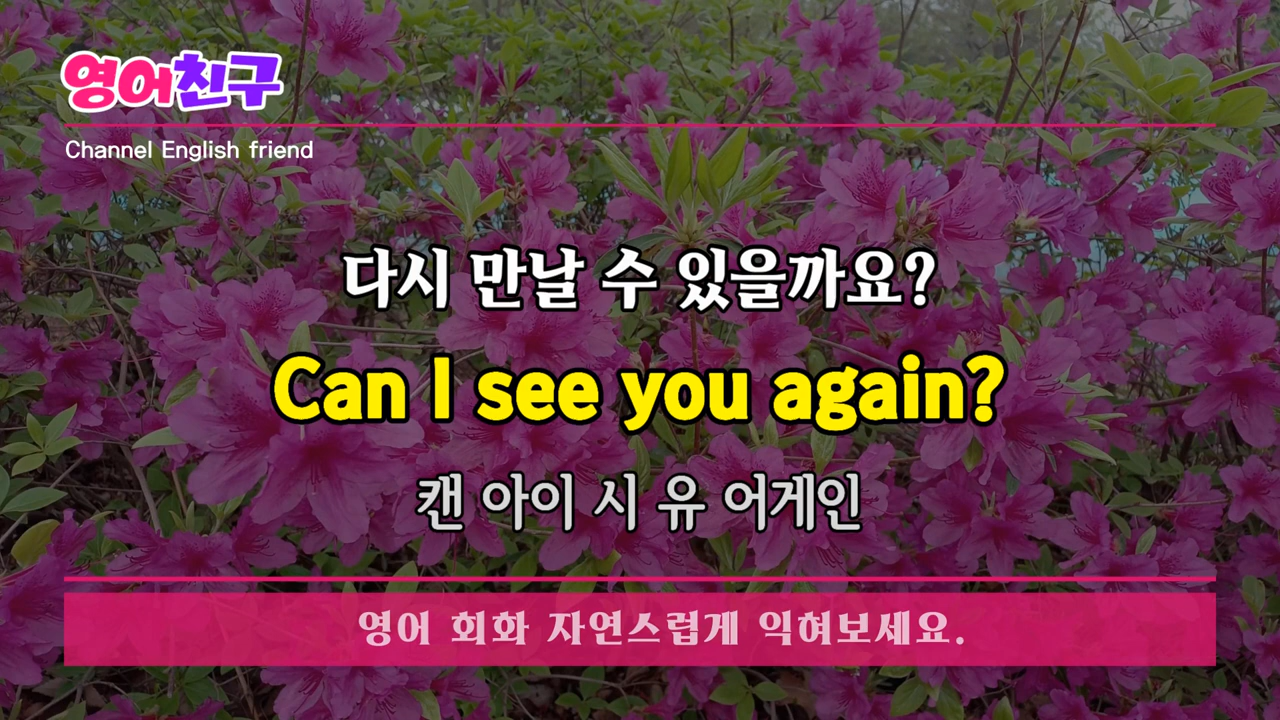 영어친구
Channel English friend
다시 만날 수 있을까요?
Can I see you again?
캔 아이 시 유 어게인
영어 회화 자연스럽게 익혀보세요.